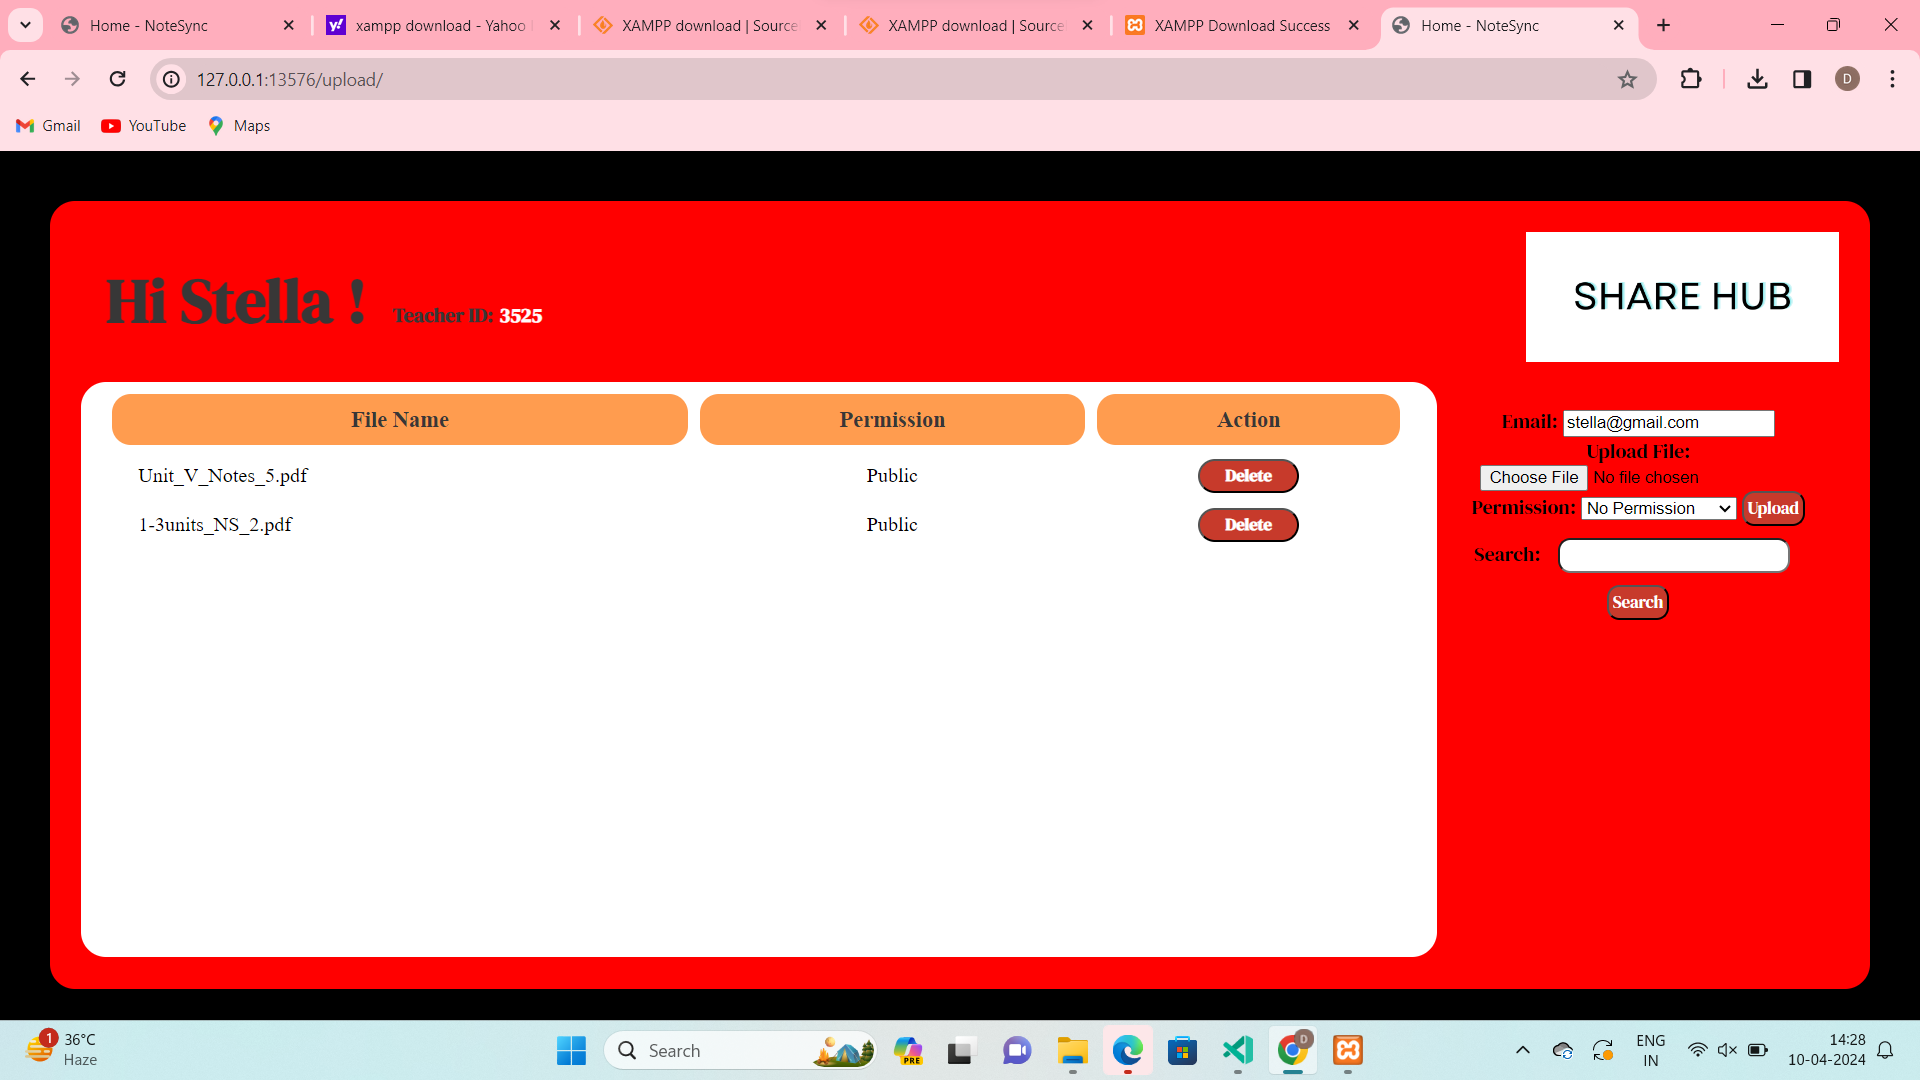 Home - NoteSync
xampp download - Yahoo
XAMPP download | Source
XAMPP download | Source
XAMPP Download Success
Home - NoteSync
127.0.0.1:13576/upload/
D
Gmail
YouTube
Maps
Hi Stella !
Teacher ID: 3525
SHARE HUB
File Name
Permission
Action
Unit_V_Notes_5.pdf
Public
Delete
1-3units_NS_2.pdf
Public
Delete
Email: stella@gmail.com
Upload File:
Choose File No file chosen
Permission: No Permission Upload
Search:
Search
1
36°C
Haze
Search
PRE
D
ENG
IN
14:28
10-04-2024